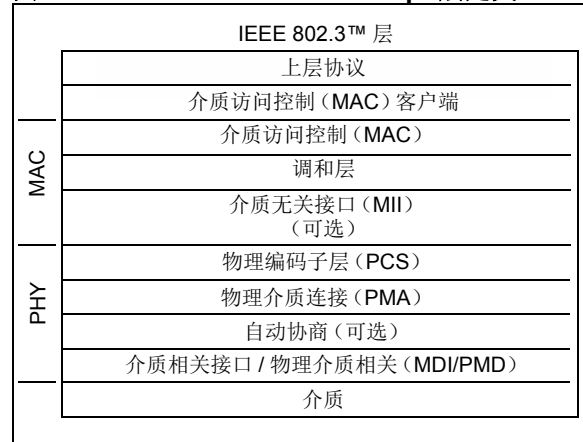 IEEE 802.3™ 层
上层协议
介质访问控制（MAC）客户端
MAC
介质访问控制（MAC）
调和层
介质无关接口（MII）
（可选）
PHY
物理编码子层（PCS）
物理介质连接（PMA）
自动协商（可选）
介质相关接口 / 物理介质相关（MDI/PMD）
介质